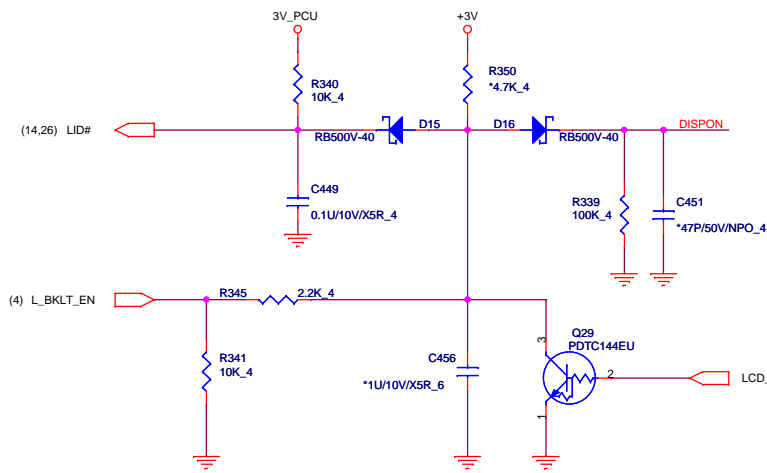 3V_PCU
+3V
R340
10K_4
R350
*4.7K_4
(14,26) LID#
D15
D16
DISPON
RB500V-40
RB500V-40
C449
0.1U/10V/X5R_4
R339
100K_4
C451
*47P/50V/NPO_4
(4) L_BKLT_EN
R345
2.2K_4
Q29
PDTC144EU
3
R341
10K_4
C456
*1U/10V/X5R_6
2
LCD_
1